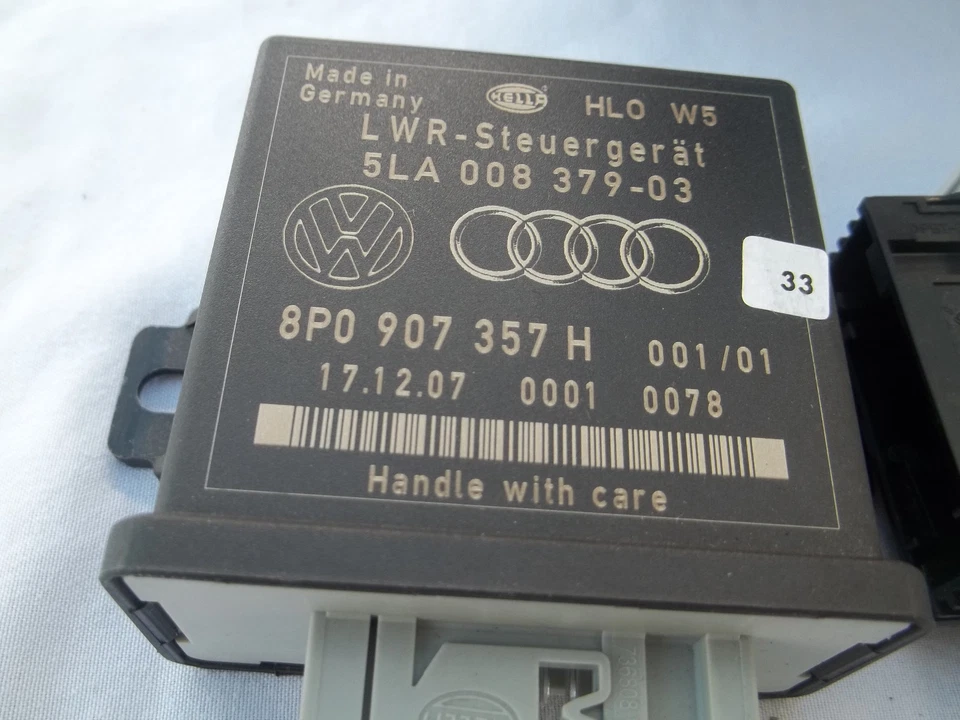 Made in
Germany
HELLA
HLO W5
LWR-Steuergerät
5LA 008 379-03
33
8P0 907 357 H 001/01
17.12.07 0001 0078
Handle with care